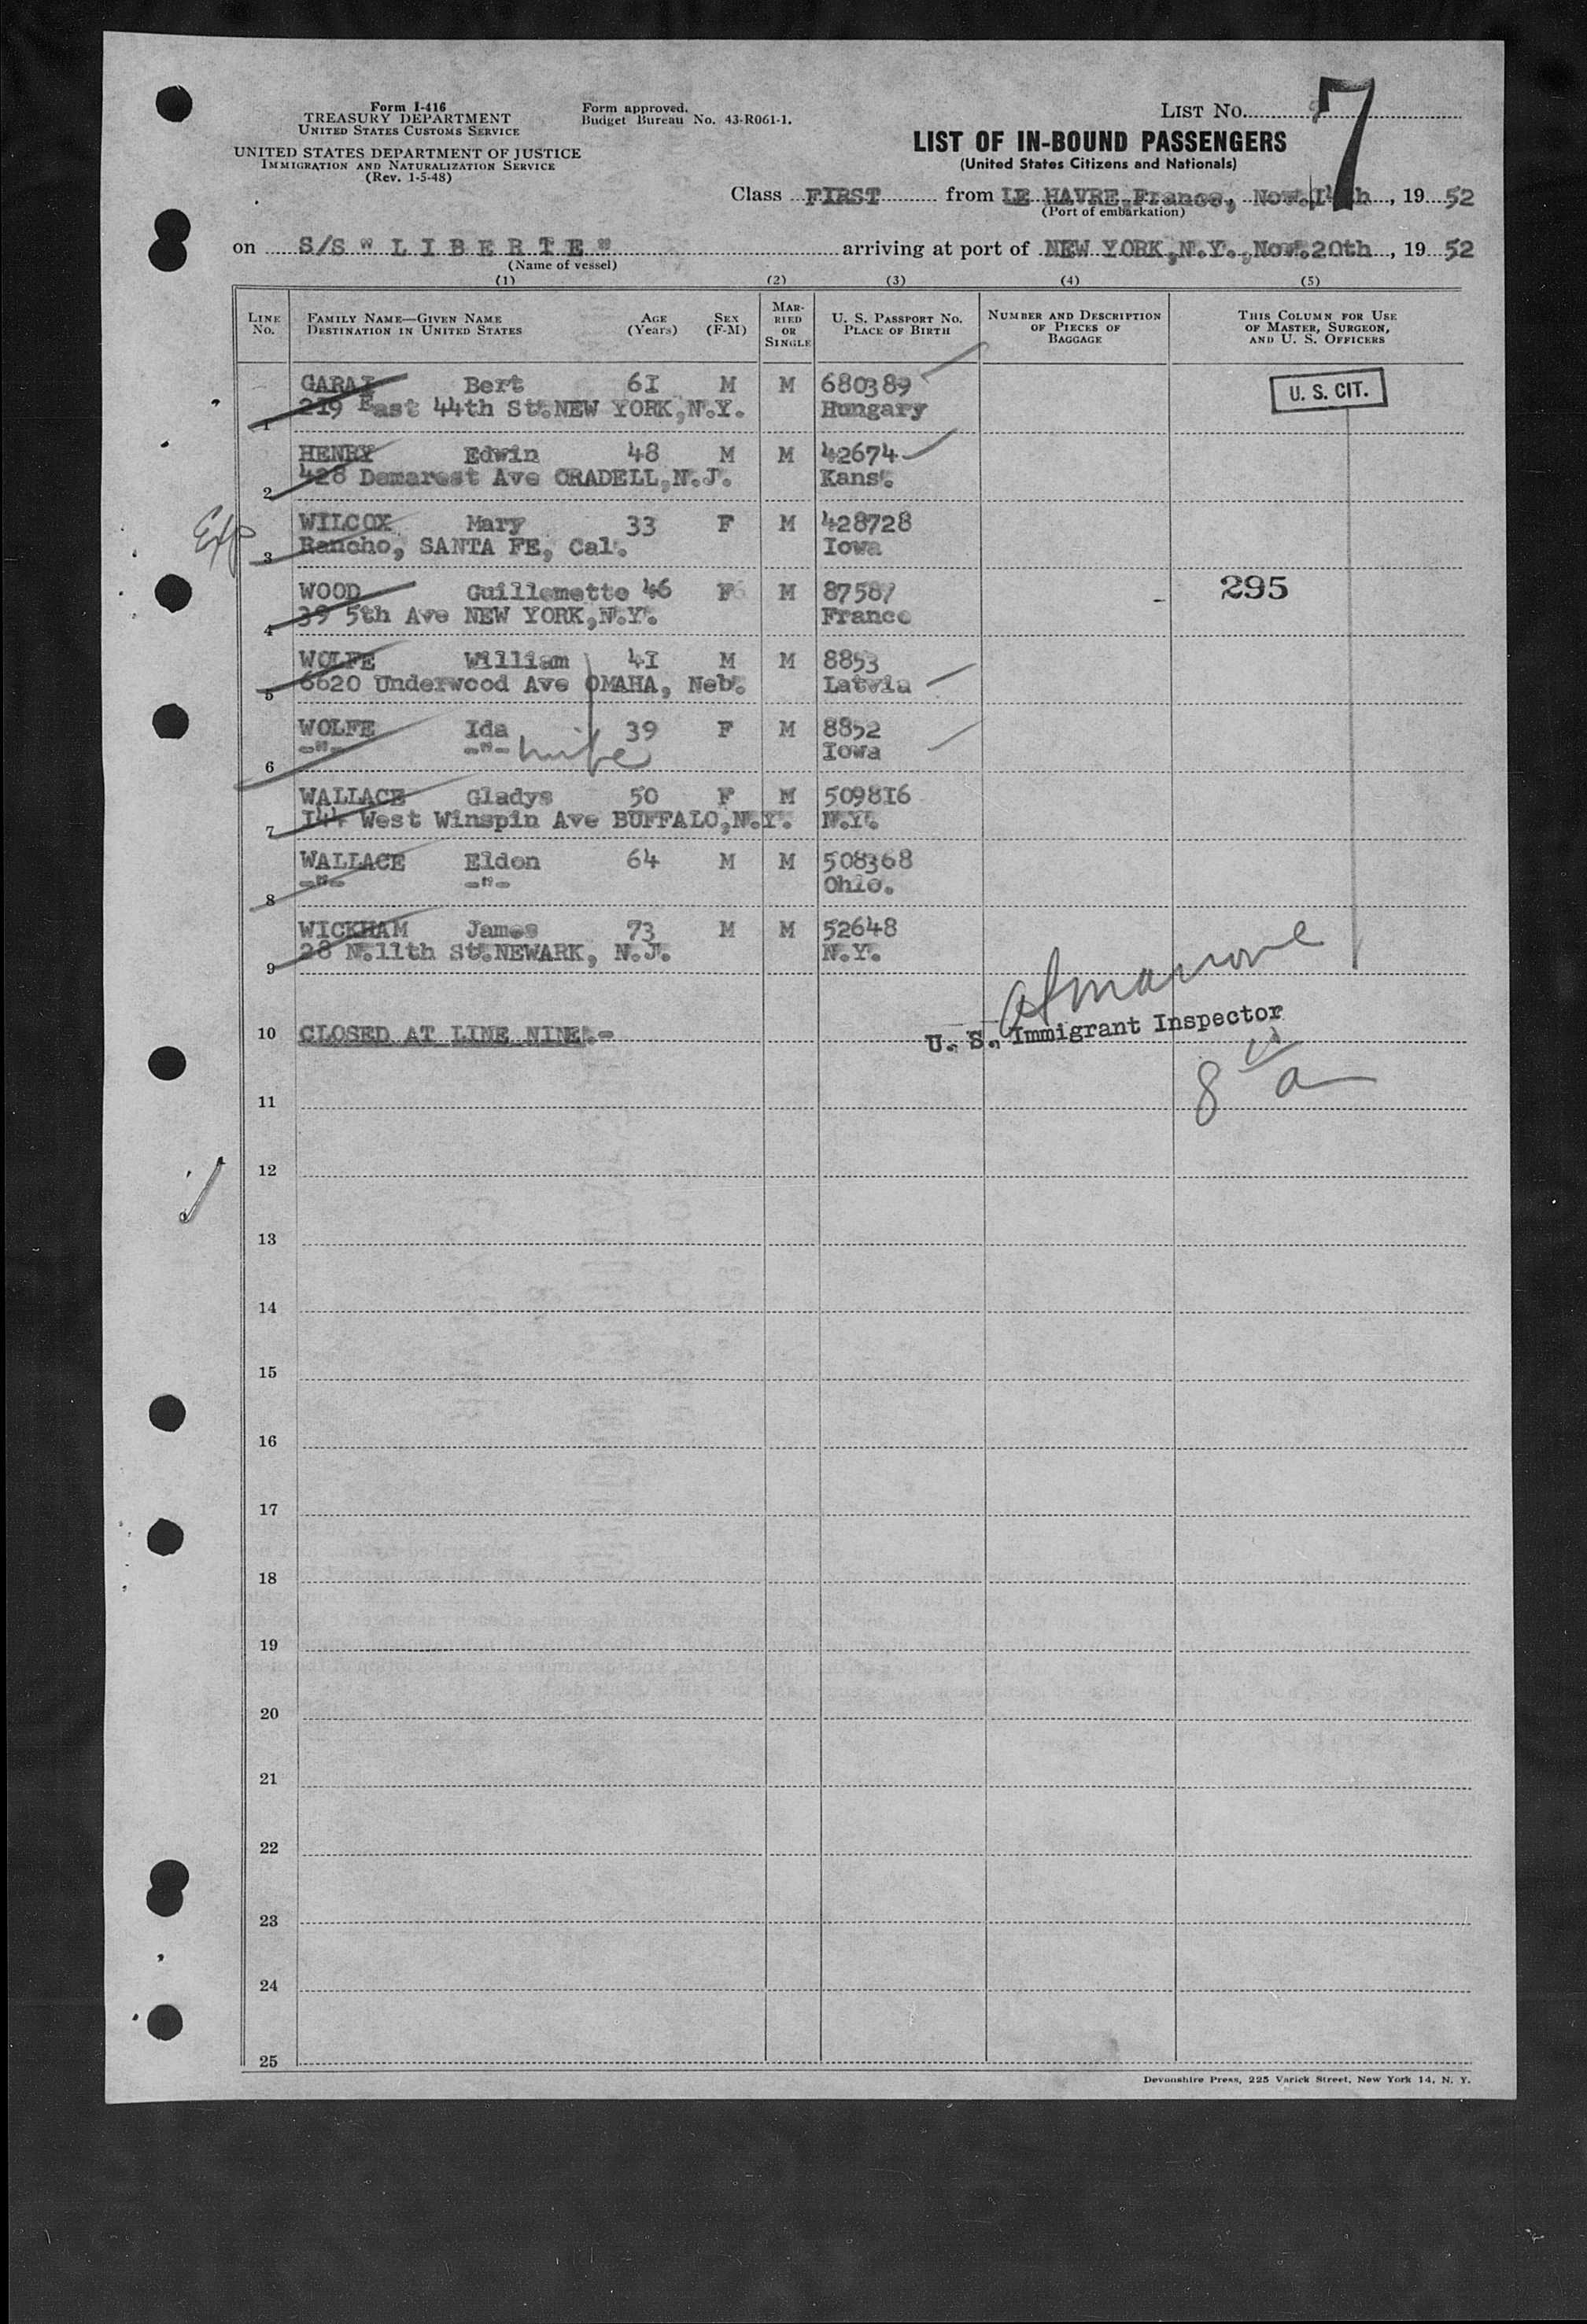 Form I-416
TREASURY DEPARTMENT
UNITED STATES CUSTOMS SERVICE
UNITED STATES DEPARTMENT OF JUSTICE
IMMIGRATION AND NATURALIZATION SERVICE
(Rev. 1-5-48)
Form approved.
Budget Bureau No. 43-R061-1.
LIST No. 7
LIST OF IN-BOUND PASSENGERS
(United States Citizens and Nationals)
Class FIRST from LE HAVRE, France, Nov. 14th, 19 52
(Port of embarkation)
on S/S "LIBERTE" arriving at port of NEW YORK, N.Y., Nov. 20th, 19 52
(Name of vessel)
(1) (2) (3) (4) (5)
LINE No. FAMILY NAME—GIVEN NAME DESTINATION IN UNITED STATES AGE (Years) SEX (F-M) MARRIED OR SINGLE U. S. PASSPORT NO. PLACE OF BIRTH NUMBER AND DESCRIPTION OF PIECES OF BAGGAGE THIS COLUMN FOR USE OF MASTER, SURGEON, AND U. S. OFFICERS
GARAI Bert 61 M M 680389 U. S. CIT.
1 219 East 44th St. NEW YORK, N.Y. Hungary
HENRY Edwin 48 M M 42674
2 428 Demarest Ave ORADELL, N.J. Kans.
WILCOX Mary 33 F M 428728
3 Rancho, SANTA FE, Cal. Iowa
WOOD Guillemette 46 F M 87587 295
4 39 5th Ave NEW YORK, N.Y. France
WOLFE William 41 M M 8853
5 6620 Underwood Ave OMAHA, Neb. Latvia
WOLFE Ida 39 F M 8852
6 -"- -"- wife Iowa
WALLACE Gladys 50 F M 509816
7 144 West Winspin Ave BUFFALO, N.Y. N.Y.
WALLACE Eldon 64 M M 508368
8 -"- -"- Ohio.
WICKHAM James 73 M M 52648
9 28 N.11th St. NEWARK, N.J. N.Y.
10 CLOSED AT LINE NINE.-
U. S. Immigrant Inspector
11
12
13
14
15
16
17
18
19
20
21
22
23
24
25
Devonshire Press, 225 Varick Street, New York 14, N. Y.